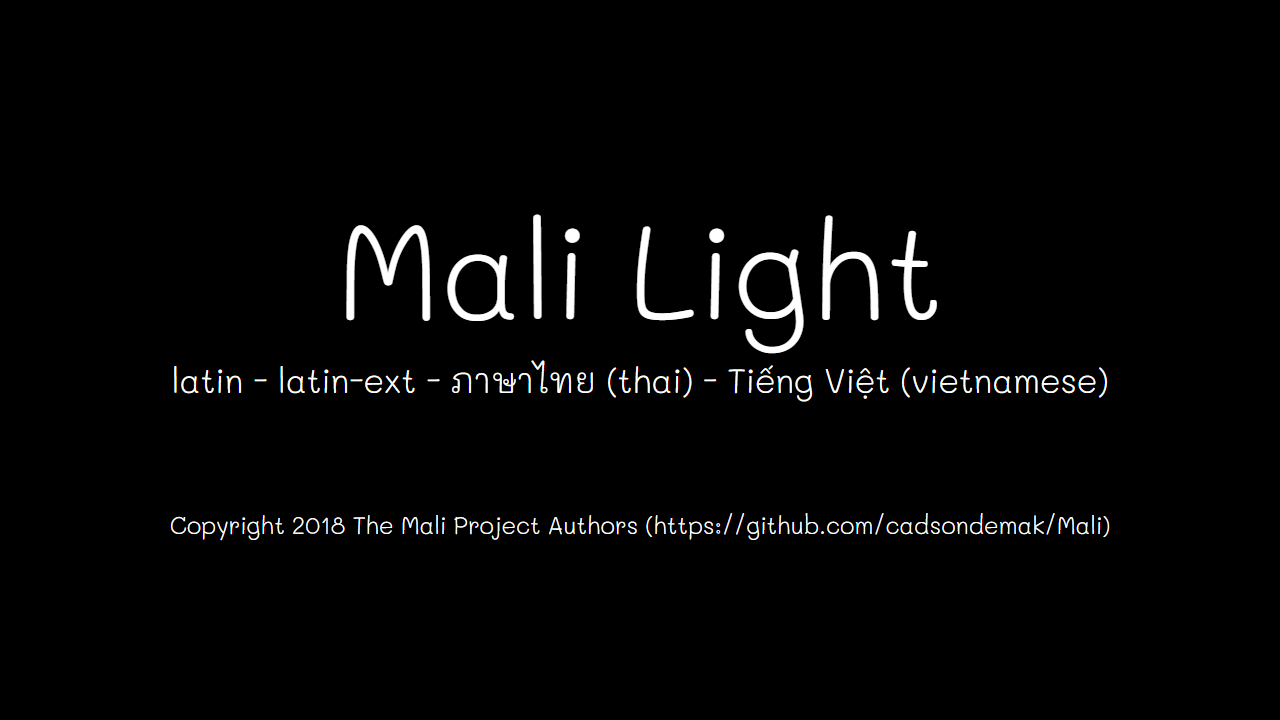 Mali Light
latin - latin-ext - ภาษาไทย (thai) - Tiếng Việt (vietnamese)
Copyright 2018 The Mali Project Authors (https://github.com/cadsondemak/Mali)